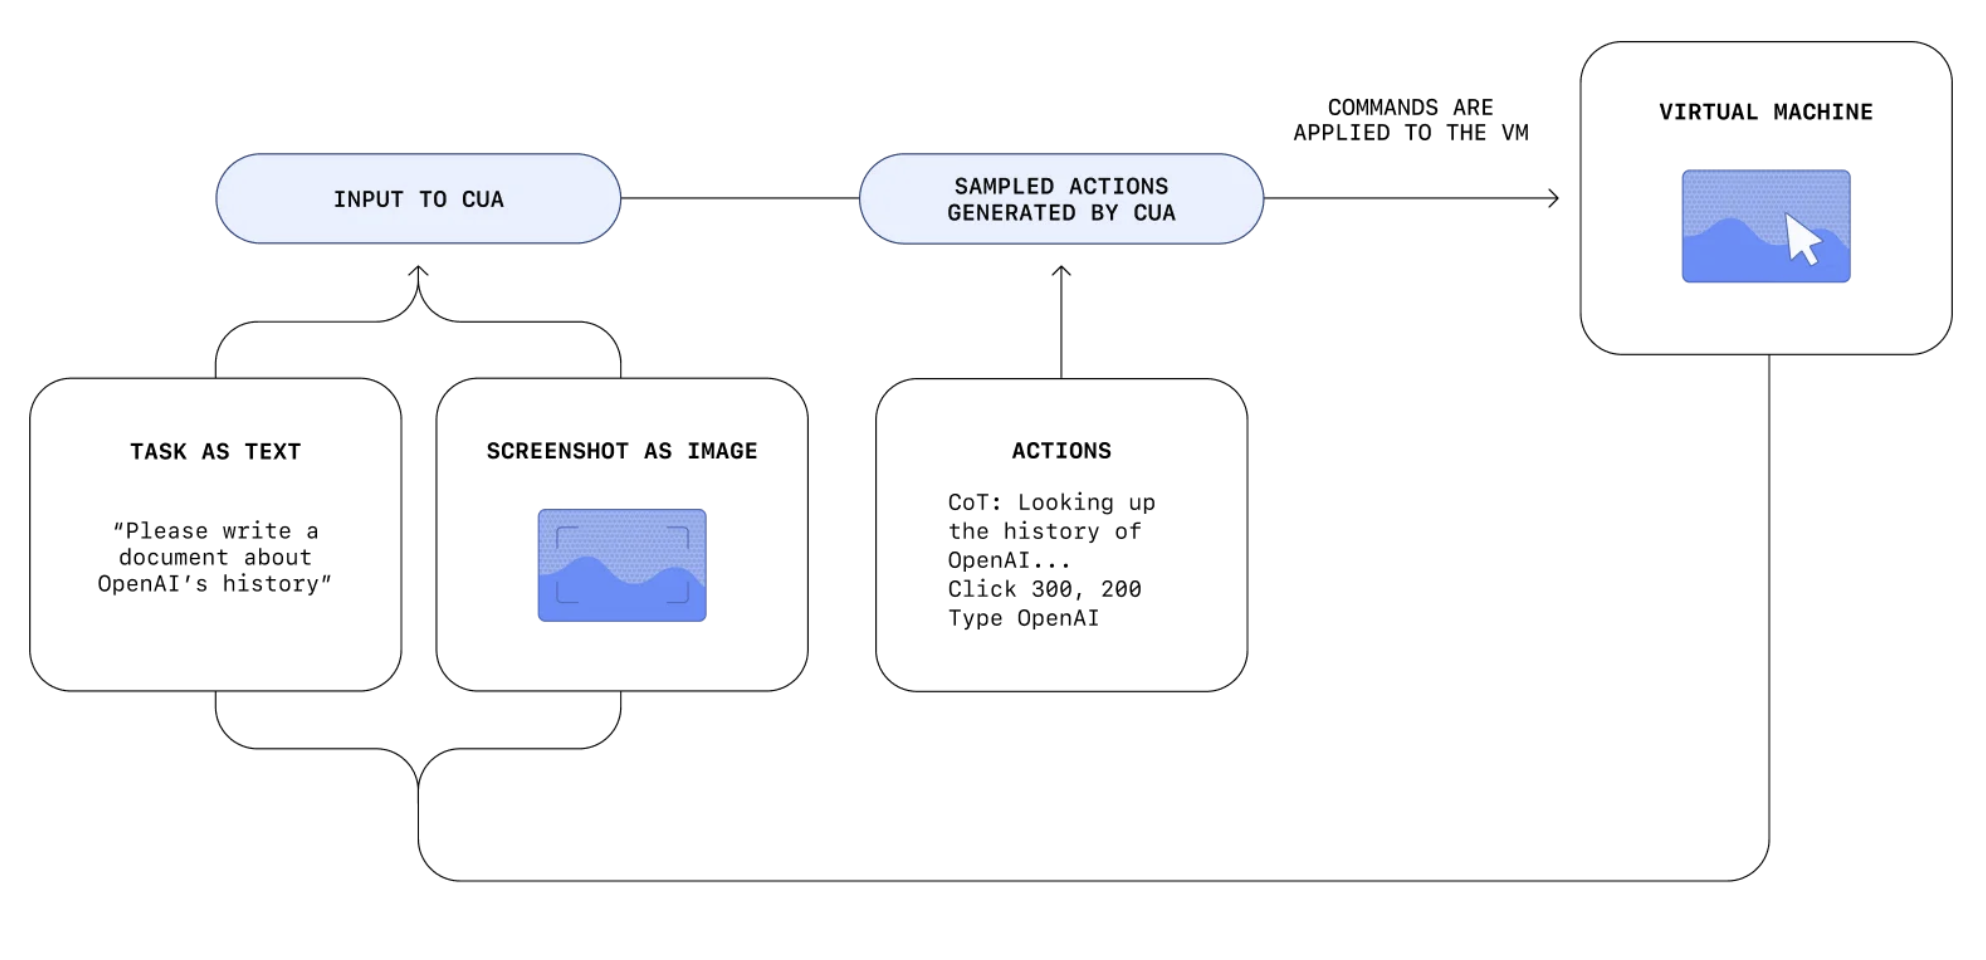 COMMANDS ARE
APPLIED TO THE VM
VIRTUAL MACHINE
INPUT TO CUA
SAMPLED ACTIONS
GENERATED BY CUA
TASK AS TEXT
“Please write a
document about
OpenAI’s history”
SCREENSHOT AS IMAGE
ACTIONS
CoT: Looking up
the history of
OpenAI...
Click 300, 200
Type OpenAI